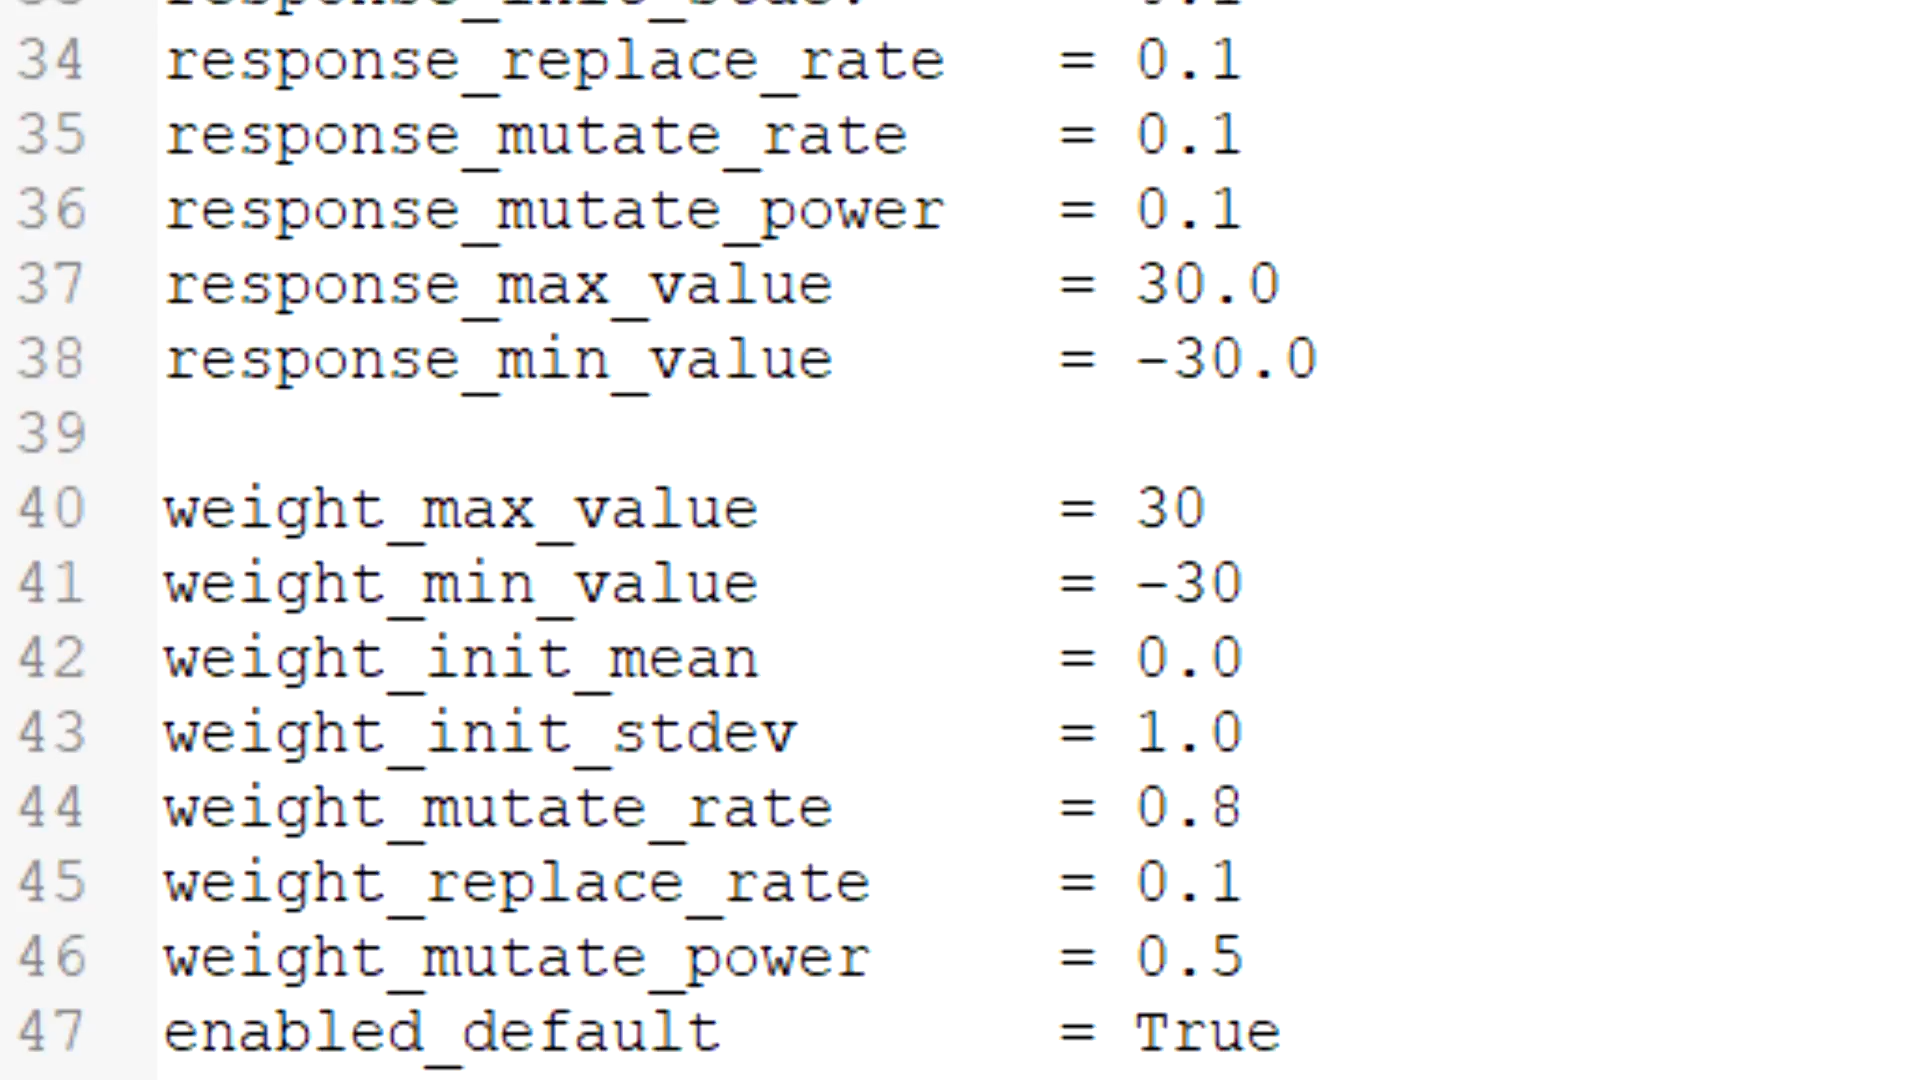 34 response_replace_rate = 0.1
35 response_mutate_rate = 0.1
36 response_mutate_power = 0.1
37 response_max_value = 30.0
38 response_min_value = -30.0
39
40 weight_max_value = 30
41 weight_min_value = -30
42 weight_init_mean = 0.0
43 weight_init_stdev = 1.0
44 weight_mutate_rate = 0.8
45 weight_replace_rate = 0.1
46 weight_mutate_power = 0.5
47 enabled_default = True